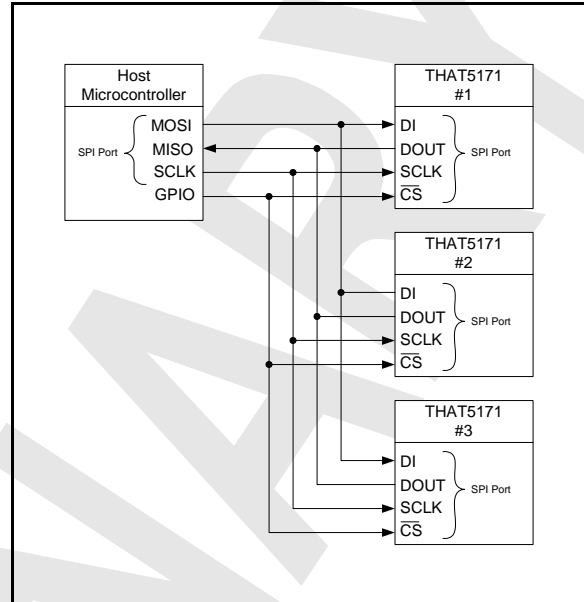 Host
Microcontroller
MOSI
SPI Port
MISO
SCLK
GPIO
THAT5171
#1
DI
DOUT
SPI Port
SCLK
CS
THAT5171
#2
DI
DOUT
SPI Port
SCLK
CS
THAT5171
#3
DI
DOUT
SPI Port
SCLK
CS